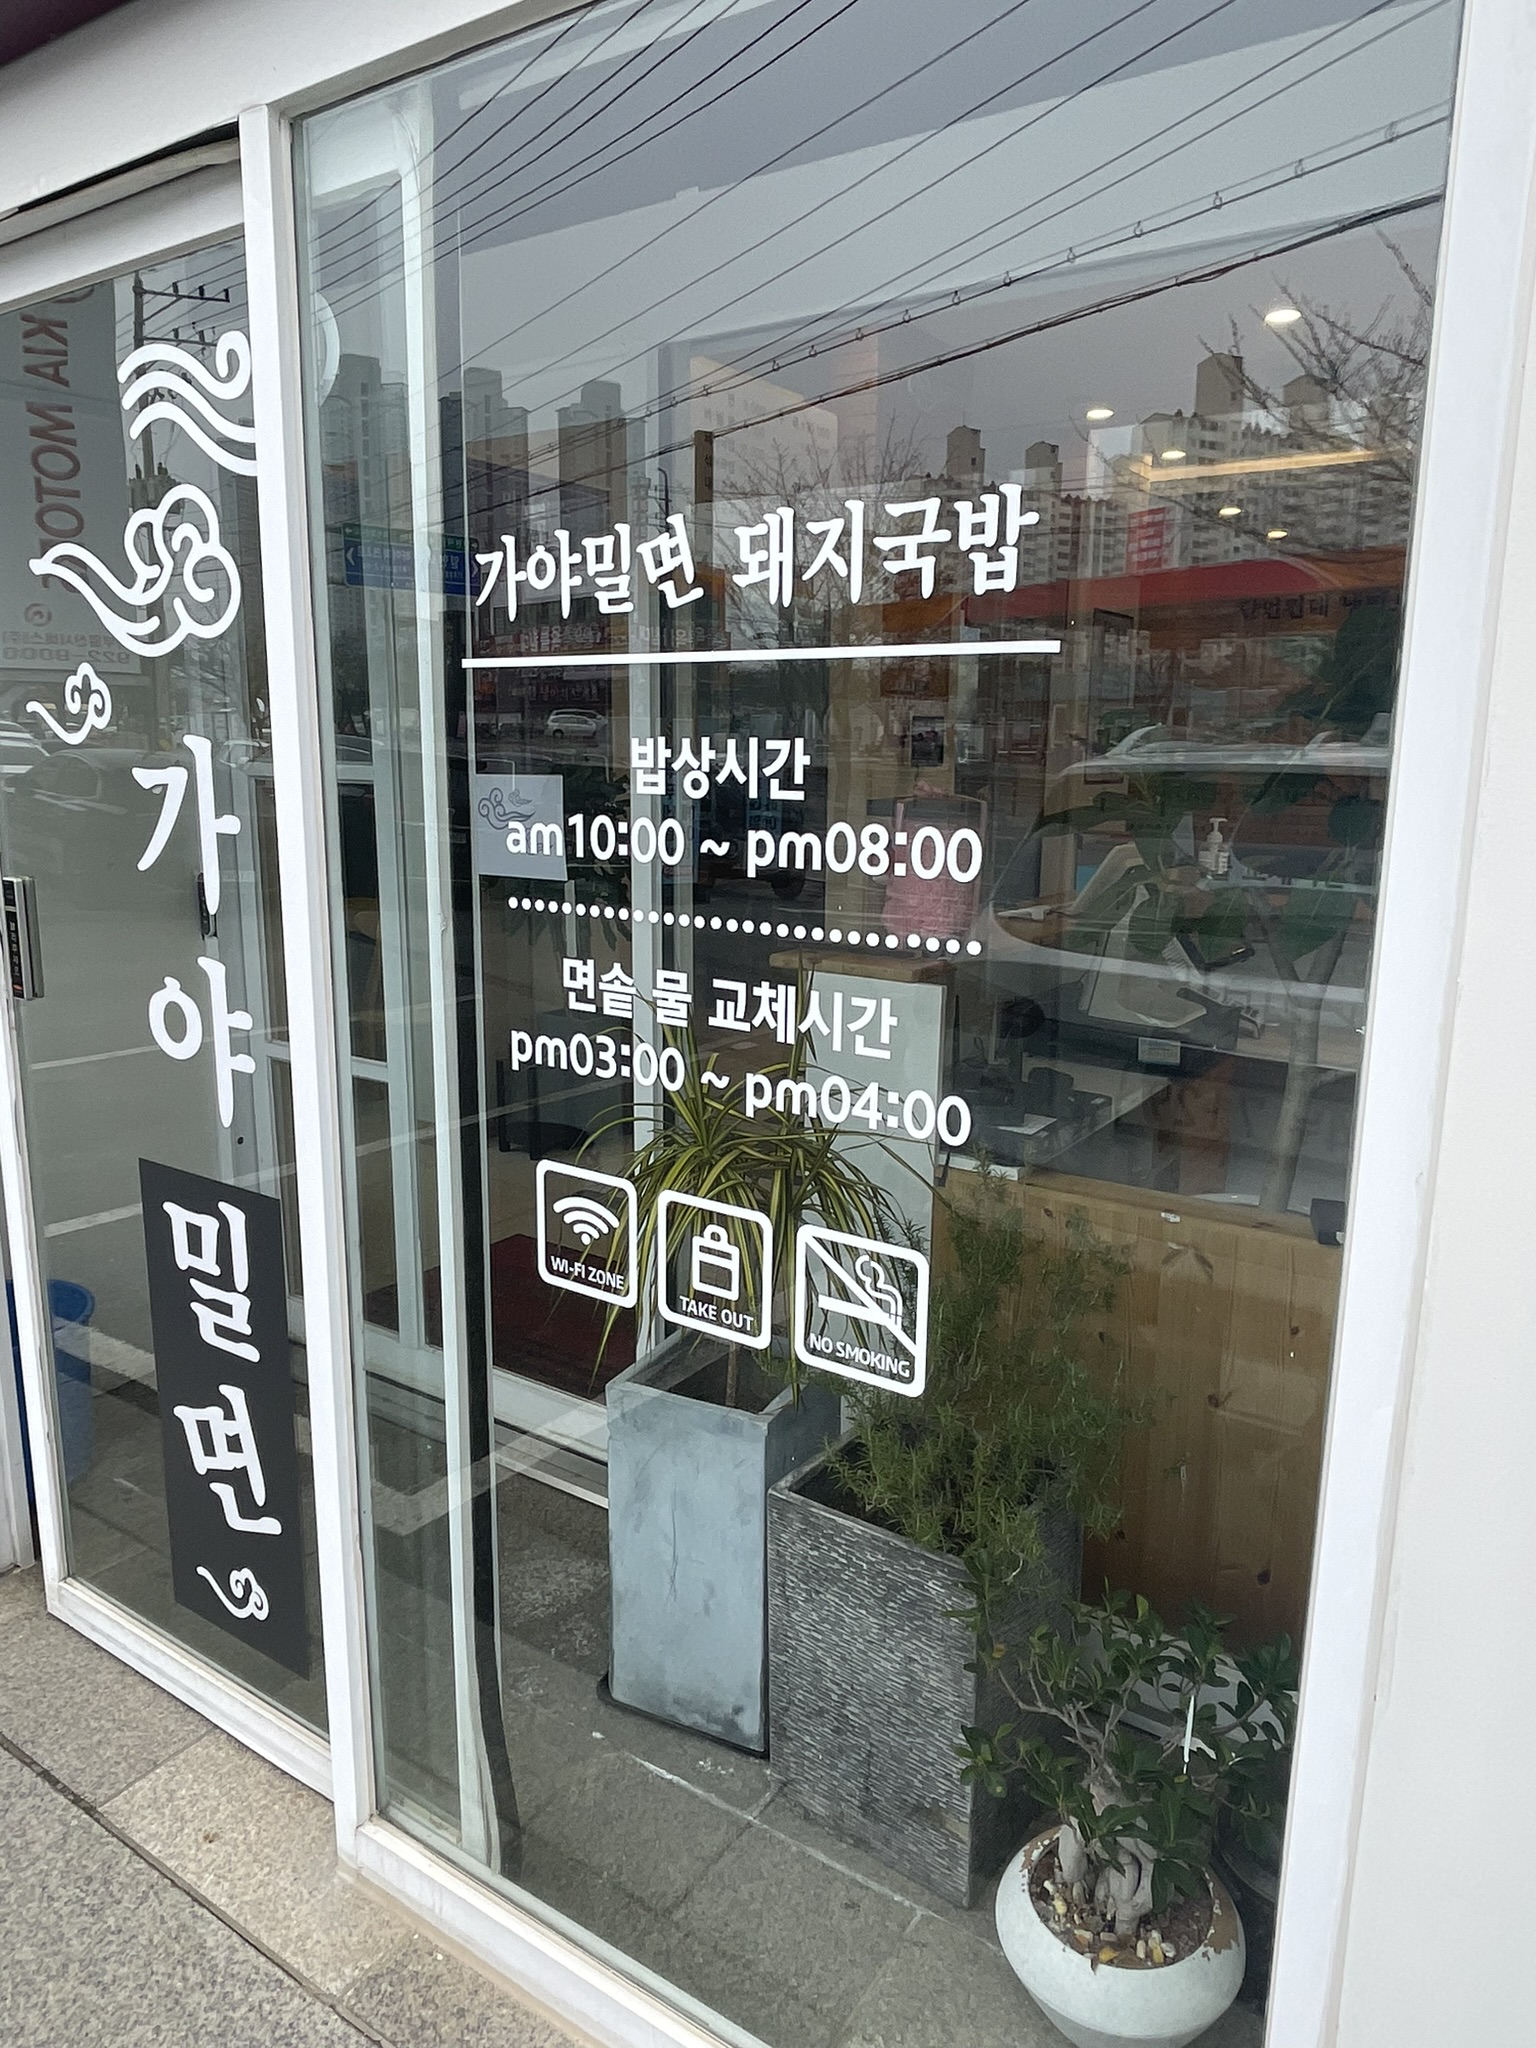 가야밀면 돼지국밥
밥상시간
am10:00 ~ pm08:00
면솥 물 교체시간
pm03:00 ~ pm04:00
WI-FI ZONE
TAKE OUT
NO SMOKING
가야
밀면
KIA MOTO